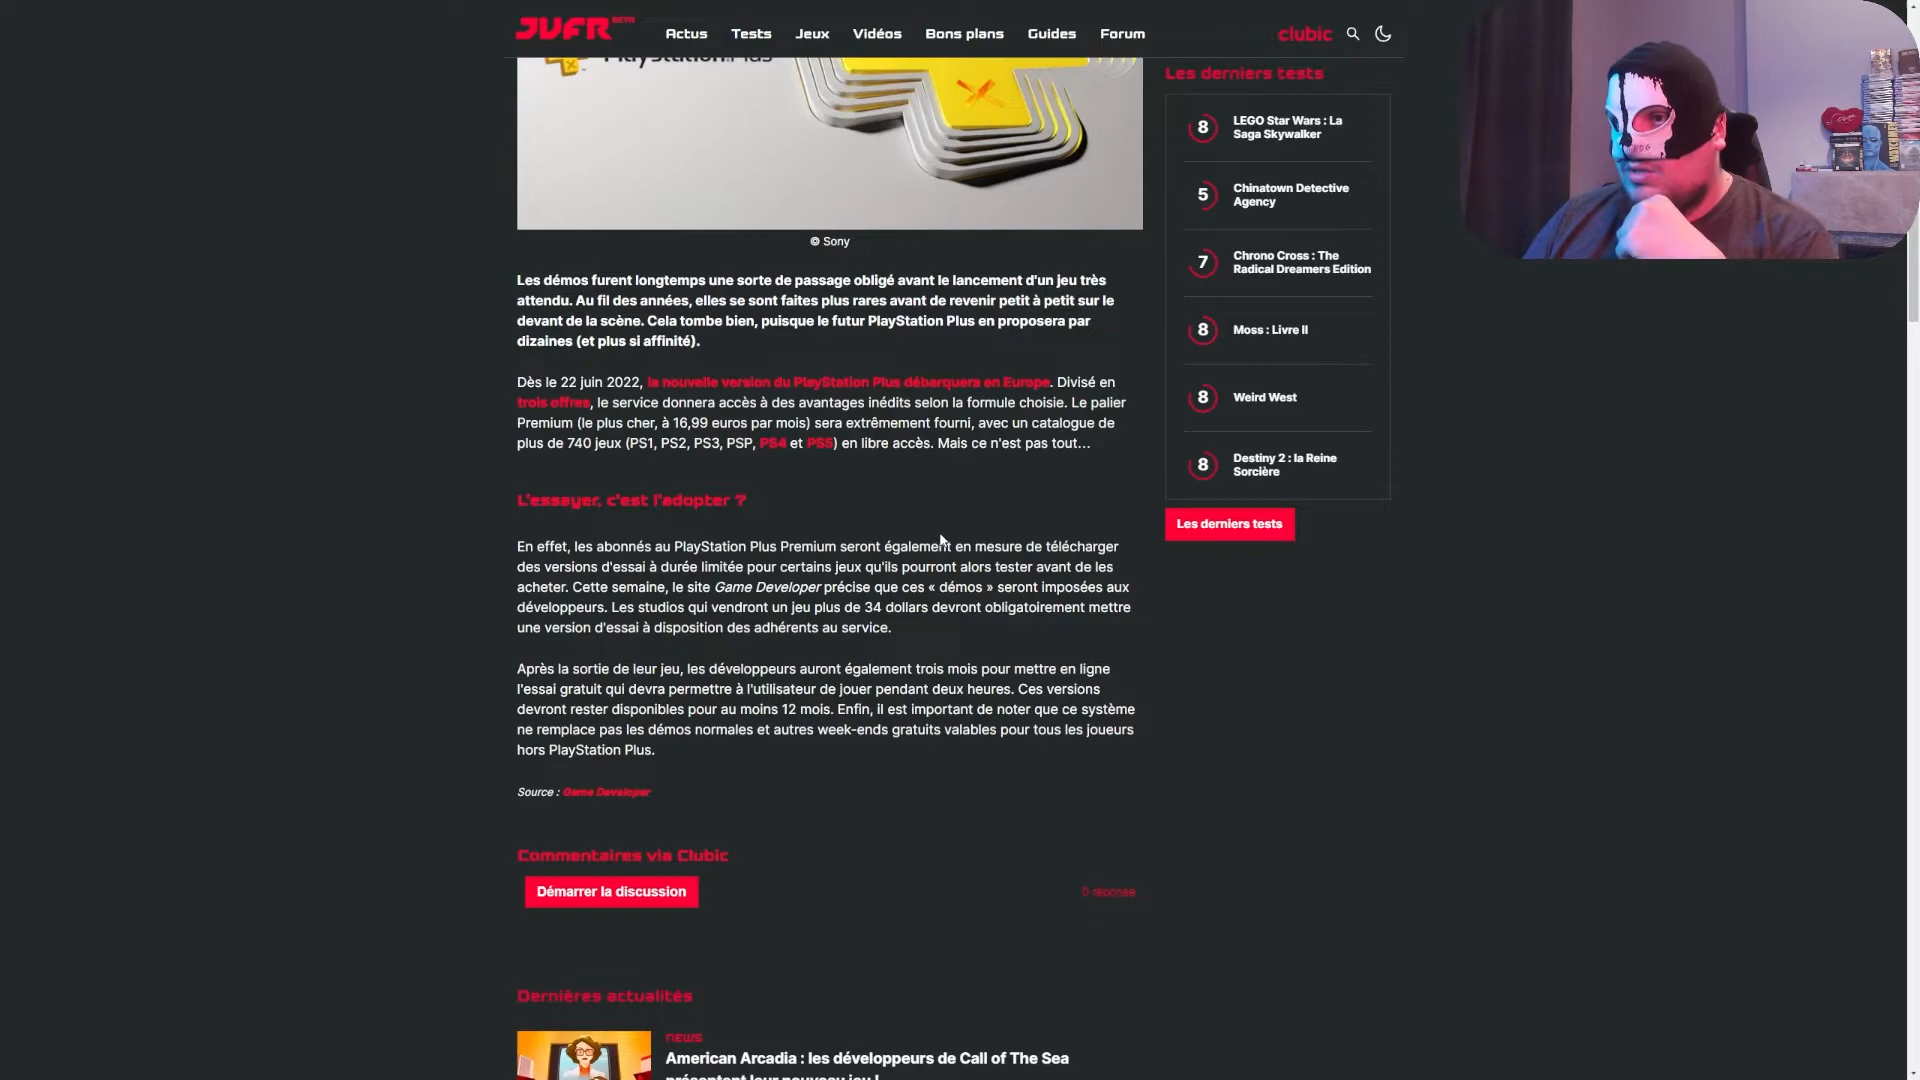 JVFR BETA
Actus Tests Jeux Vidéos Bons plans Guides Forum
clubic
PlayStation Plus
© Sony
Les démos furent longtemps une sorte de passage obligé avant le lancement d'un jeu très
attendu. Au fil des années, elles se sont faites plus rares avant de revenir petit à petit sur le
devant de la scène. Cela tombe bien, puisque le futur PlayStation Plus en proposera par
dizaines (et plus si affinité).
Dès le 22 juin 2022, la nouvelle version du PlayStation Plus débarquera en Europe. Divisé en
trois offres, le service donnera accès à des avantages inédits selon la formule choisie. Le palier
Premium (le plus cher, à 16,99 euros par mois) sera extrêmement fourni, avec un catalogue de
plus de 740 jeux (PS1, PS2, PS3, PSP, PS4 et PS5) en libre accès. Mais ce n'est pas tout…
L'essayer, c'est l'adopter ?
En effet, les abonnés au PlayStation Plus Premium seront également en mesure de télécharger
des versions d'essai à durée limitée pour certains jeux qu'ils pourront alors tester avant de les
acheter. Cette semaine, le site Game Developer précise que ces « démos » seront imposées aux
développeurs. Les studios qui vendront un jeu plus de 34 dollars devront obligatoirement mettre
une version d'essai à disposition des adhérents au service.
Après la sortie de leur jeu, les développeurs auront également trois mois pour mettre en ligne
l'essai gratuit qui devra permettre à l'utilisateur de jouer pendant deux heures. Ces versions
devront rester disponibles pour au moins 12 mois. Enfin, il est important de noter que ce système
ne remplace pas les démos normales et autres week-ends gratuits valables pour tous les joueurs
hors PlayStation Plus.
Source : Game Developer
Commentaires via Clubic
Démarrer la discussion
0 réponse
Dernières actualités
NEWS
American Arcadia : les développeurs de Call of The Sea
présentent leur nouveau jeu !
Les derniers tests
8
LEGO Star Wars : La
Saga Skywalker
5
Chinatown Detective
Agency
7
Chrono Cross : The
Radical Dreamers Edition
8
Moss : Livre II
8
Weird West
8
Destiny 2 : la Reine
Sorcière
Les derniers tests